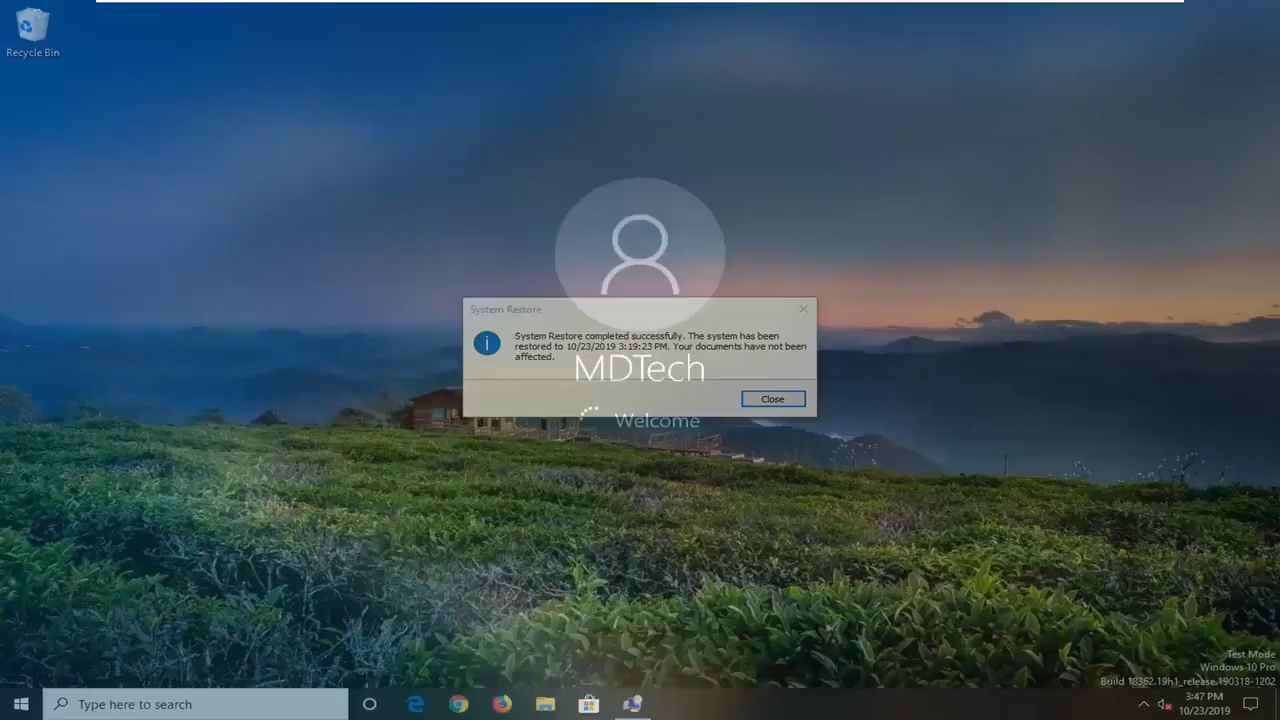 Recycle Bin
System Restore
System Restore completed successfully. The system has been
restored to 10/23/2019 3:19:23 PM. Your documents have not been
affected.
MDTech
Close
Welcome
Test Mode
Windows 10 Pro
Build 18362.19h1_release.190318-1202
Type here to search
3:47 PM
10/23/2019